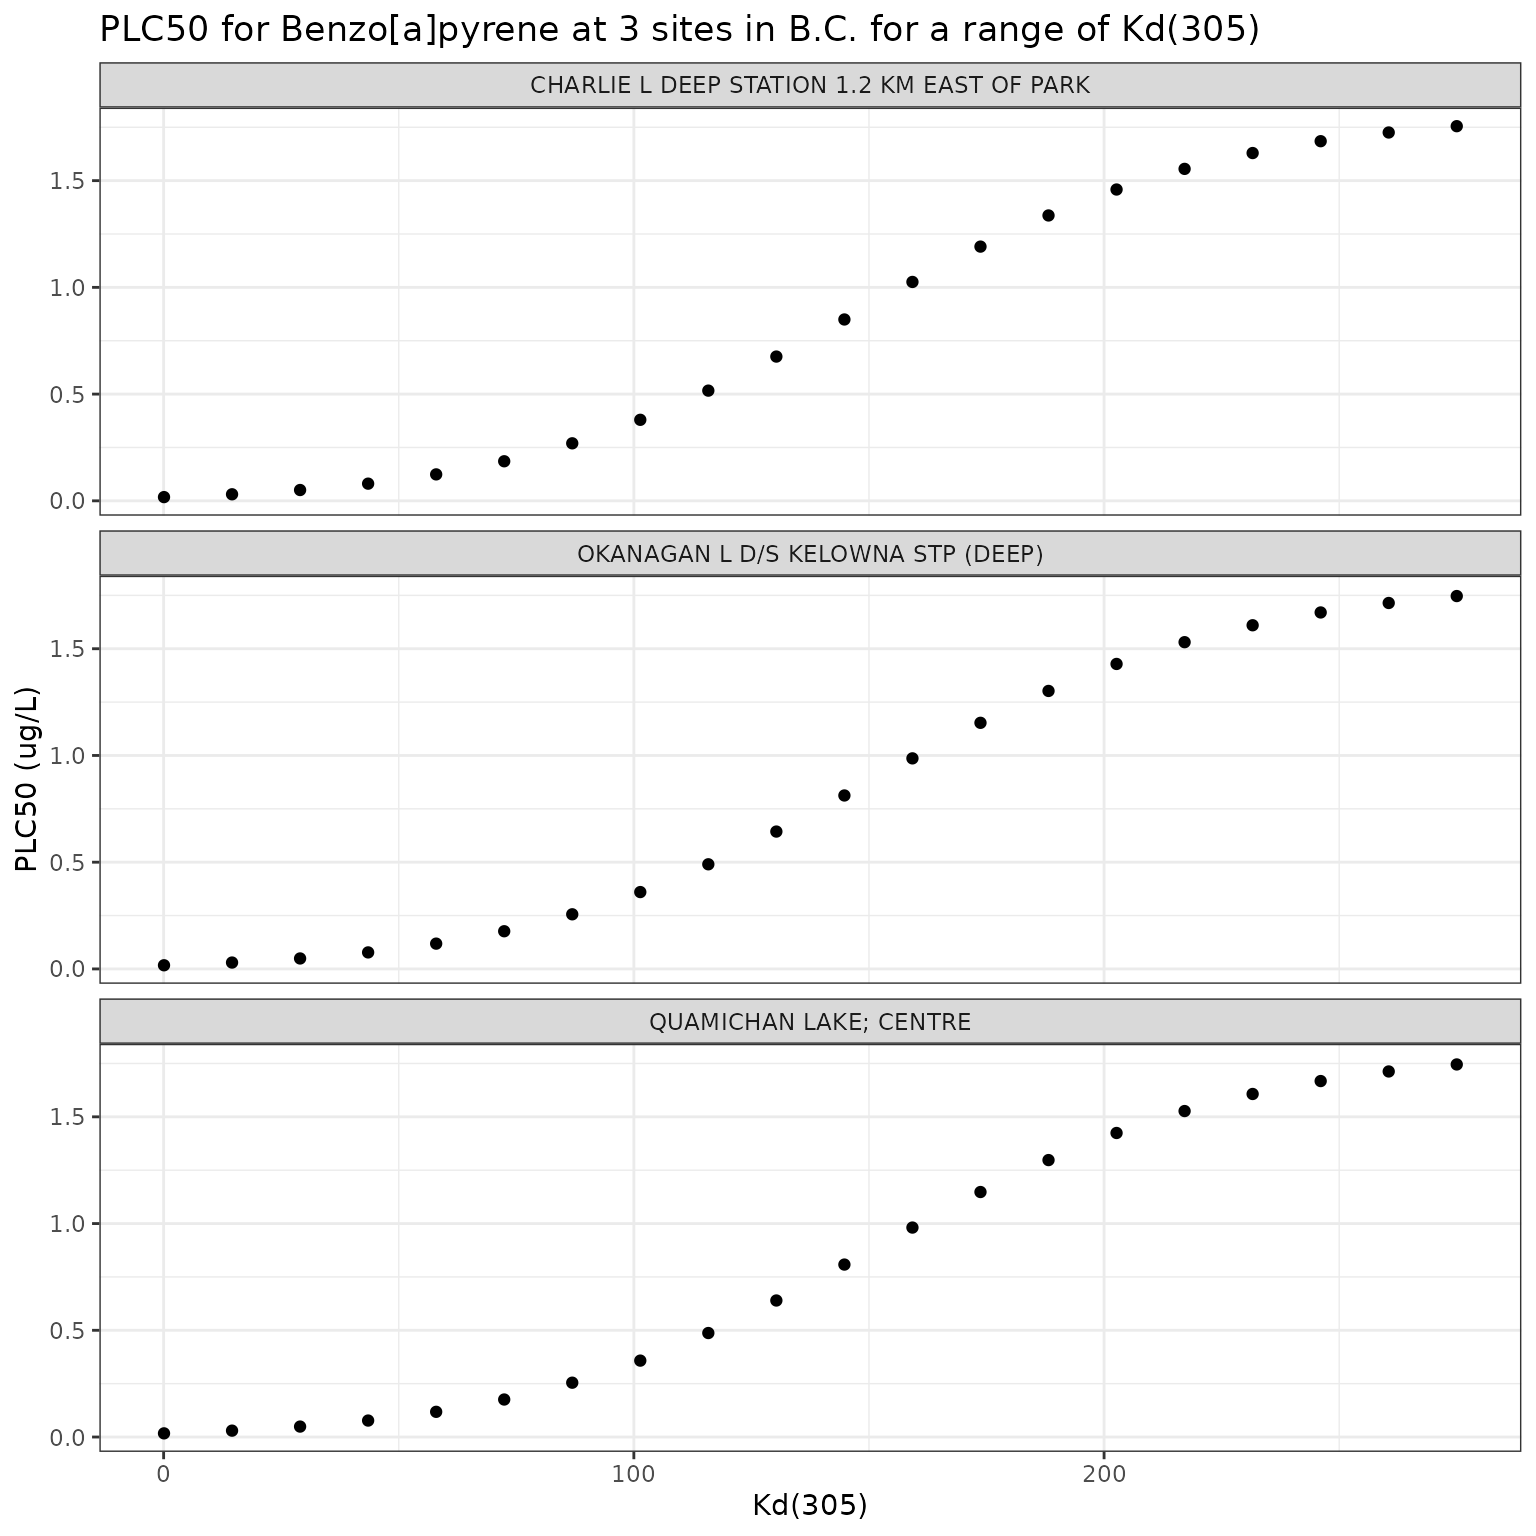 PLC50 for Benzo[a]pyrene at 3 sites in B.C. for a range of Kd(305)
CHARLIE L DEEP STATION 1.2 KM EAST OF PARK
1.5
1.0
0.5
0.0
OKANAGAN L D/S KELOWNA STP (DEEP)
1.5
1.0
0.5
0.0
PLC50 (ug/L)
QUAMICHAN LAKE; CENTRE
1.5
1.0
0.5
0.0
0 100 200
Kd(305)